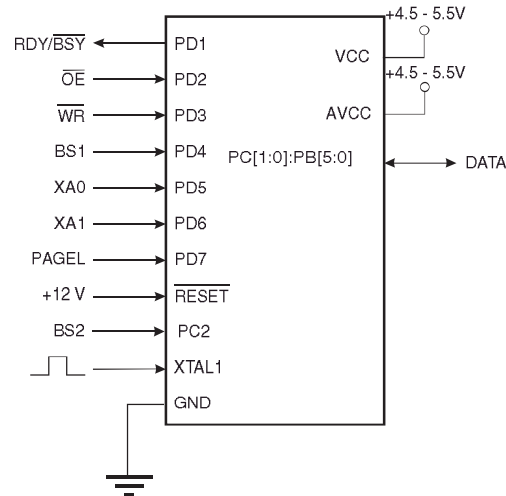 +4.5 - 5.5V
RDY/BSY PD1
VCC
OE PD2
+4.5 - 5.5V
WR PD3
AVCC
BS1 PD4
PC[1:0]:PB[5:0] DATA
XA0 PD5
XA1 PD6
PAGEL PD7
+12 V RESET
BS2 PC2
XTAL1
GND